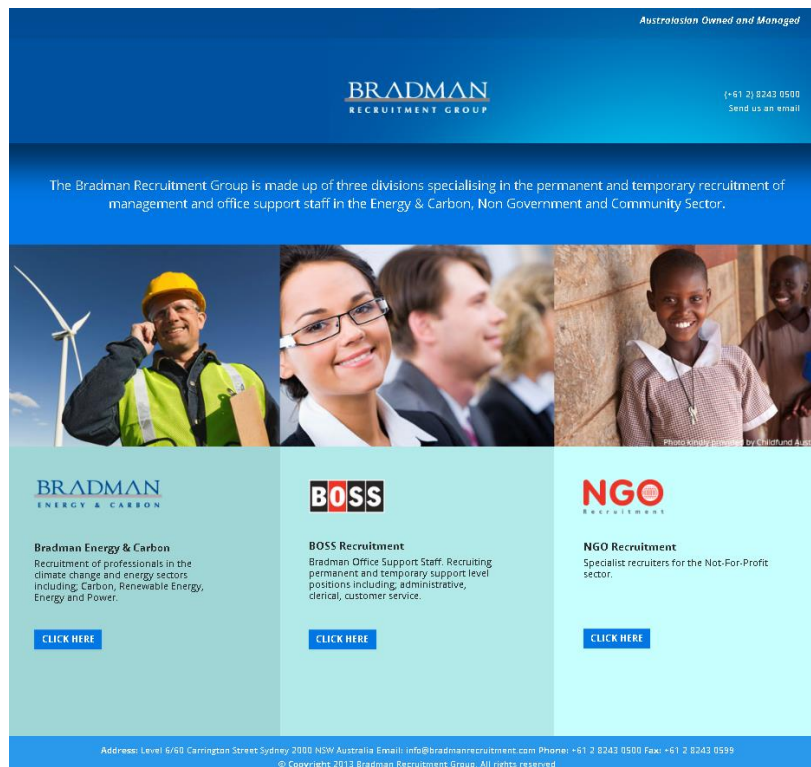 Australasian Owned and Managed
BRADMAN
RECRUITMENT GROUP
(+61 2) 8243 0500
Send us an email
The Bradman Recruitment Group is made up of three divisions specialising in the permanent and temporary recruitment of
management and office support staff in the Energy & Carbon, Non Government and Community Sector.
Photo kindly provided by Childfund Aust
BRADMAN
ENERGY & CARBON
Bradman Energy & Carbon
Recruitment of professionals in the
climate change and energy sectors
including; Carbon, Renewable Energy,
Energy and Power.
CLICK HERE
BOSS
BOSS Recruitment
Bradman Office Support Staff. Recruiting
permanent and temporary support level
positions including; administrative,
clerical, customer service.
CLICK HERE
NGO
Recruitment
NGO Recruitment
Specialist recruiters for the Not-For-Profit
sector.
CLICK HERE
Address: Level 6/60 Carrington Street Sydney 2000 NSW Australia Email: info@bradmanrecruitment.com Phone: +61 2 8243 0500 Fax: +61 2 8243 0599
© Copyright 2013 Bradman Recruitment Group. All rights reserved